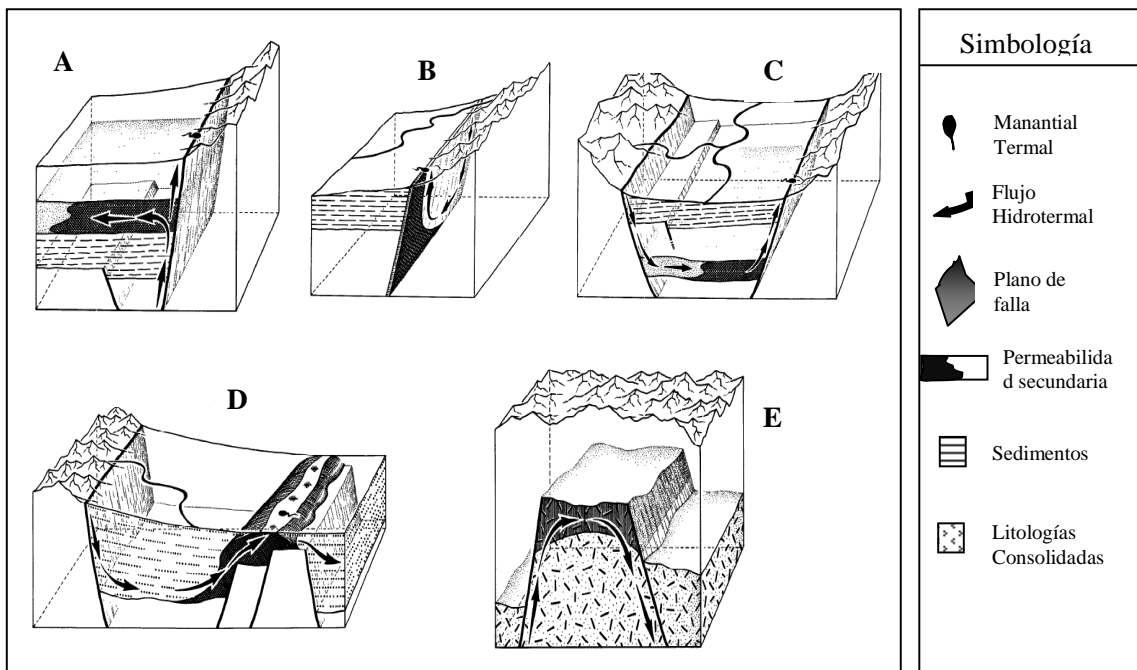 A
B
C
D
E
Simbología
Manantial
Termal
Flujo
Hidrotermal
Plano de
falla
Permeabilida
d secundaria
Sedimentos
Litologías
Consolidadas